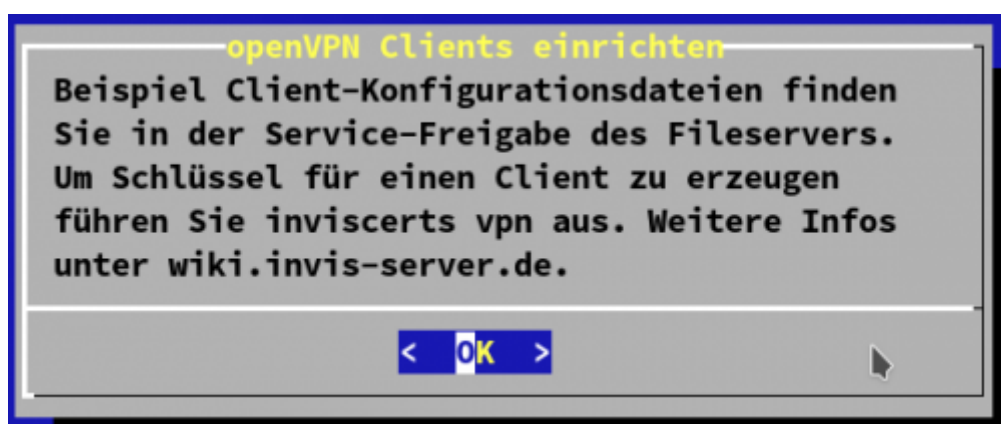 openVPN Clients einrichten
Beispiel Client-Konfigurationsdateien finden
Sie in der Service-Freigabe des Fileservers.
Um Schlüssel für einen Client zu erzeugen
führen Sie inviscerts vpn aus. Weitere Infos
unter wiki.invis-server.de.
< OK >